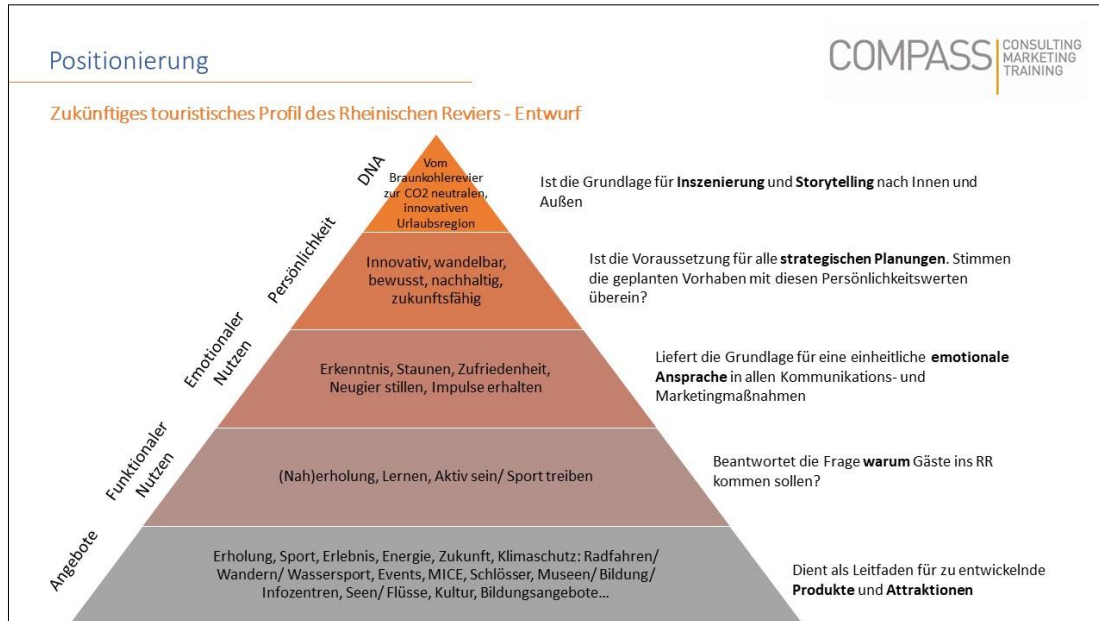 Positionierung
COMPASS
CONSULTING
MARKETING
TRAINING
Zukünftiges touristisches Profil des Rheinischen Reviers - Entwurf
DNA
Vom
Braunkohlerevier
zur CO2 neutralen,
innovativen
Urlaubsregion
Ist die Grundlage für Inszenierung und Storytelling nach Innen und
Außen
Persönlichkeit
Innovativ, wandelbar,
bewusst, nachhaltig,
zukunftsfähig
Ist die Voraussetzung für alle strategischen Planungen. Stimmen
die geplanten Vorhaben mit diesen Persönlichkeitswerten
überein?
Emotionaler
Nutzen
Erkenntnis, Staunen, Zufriedenheit,
Neugier stillen, Impulse erhalten
Liefert die Grundlage für eine einheitliche emotionale
Ansprache in allen Kommunikations- und
Marketingmaßnahmen
Funktionaler
Nutzen
(Nah)erholung, Lernen, Aktiv sein/ Sport treiben
Beantwortet die Frage warum Gäste ins RR
kommen sollen?
Angebote
Erholung, Sport, Erlebnis, Energie, Zukunft, Klimaschutz: Radfahren/
Wandern/ Wassersport, Events, MICE, Schlösser, Museen/ Bildung/
Infozentren, Seen/ Flüsse, Kultur, Bildungsangebote...
Dient als Leitfaden für zu entwickelnde
Produkte und Attraktionen